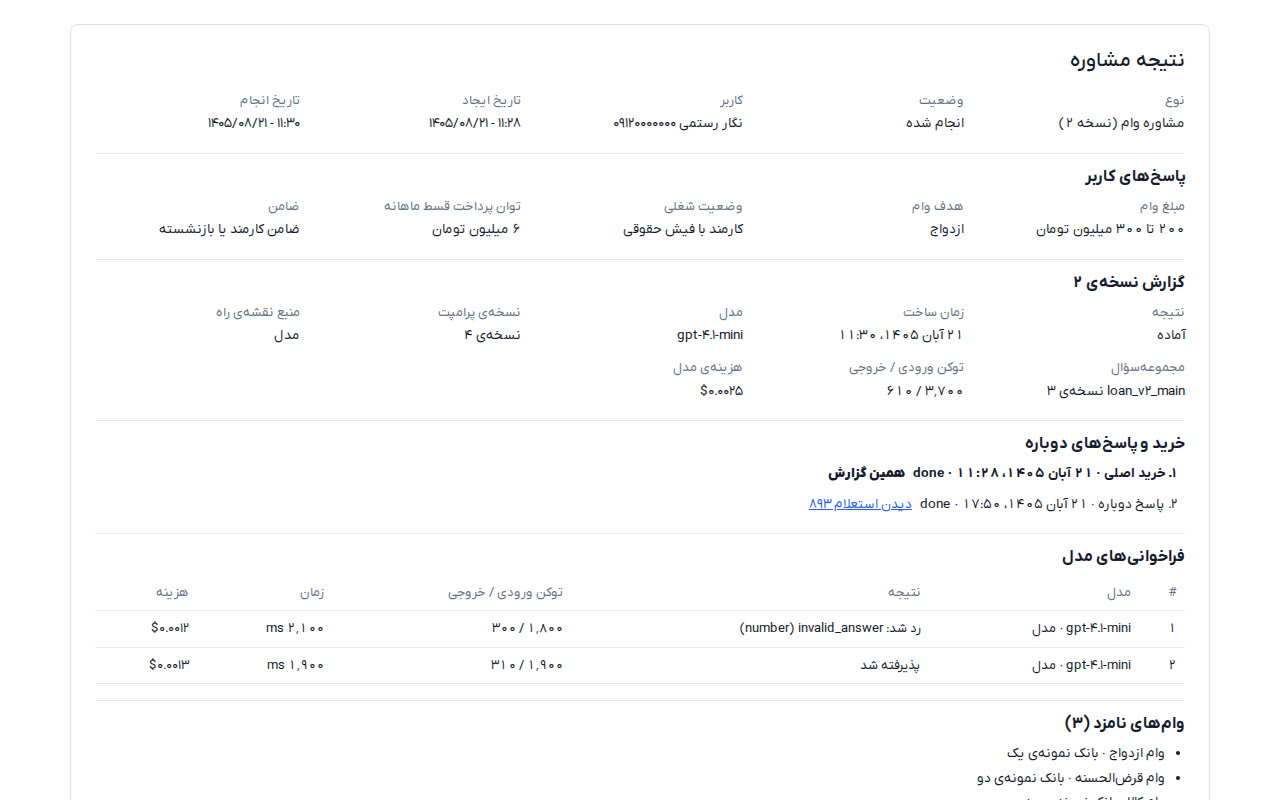 نتیجه مشاوره
نوع وضعیت کاربر تاریخ ایجاد تاریخ انجام
مشاوره وام (نسخه ۲) انجام شده نگار رستمی ۰۹۱۲۰۰۰۰۰۰۰ ۱۴۰۵/۰۸/۲۱ - ۱۱:۲۸ ۱۴۰۵/۰۸/۲۱ - ۱۱:۳۰
پاسخ‌های کاربر
مبلغ وام هدف وام وضعیت شغلی توان پرداخت قسط ماهانه ضامن
۲۰۰ تا ۳۰۰ میلیون تومان ازدواج کارمند با فیش حقوقی ۶ میلیون تومان ضامن کارمند یا بازنشسته
گزارش نسخه‌ی ۲
نتیجه زمان ساخت مدل نسخه‌ی پرامپت منبع نقشه‌ی راه
آماده ۲۱ آبان ۱۴۰۵، ۱۱:۳۰ gpt-۴.۱-mini نسخه‌ی ۴ مدل
مجموعه‌سؤال توکن ورودی / خروجی هزینه‌ی مدل
loan_v۲_main نسخه‌ی ۳ ۳,۷۰۰ / ۶۱۰ $۰.۰۰۲۵
خرید و پاسخ‌های دوباره
۱. خرید اصلی · ۲۱ آبان ۱۴۰۵، ۱۱:۲۸ · done همین گزارش
۲. پاسخ دوباره · ۲۱ آبان ۱۴۰۵، ۱۷:۵۰ · done دیدن استعلام ۸۹۳
فراخوانی‌های مدل
# مدل نتیجه توکن ورودی / خروجی زمان هزینه
۱ gpt-۴.۱-mini · مدل رد شد: invalid_answer (number) ۱,۸۰۰ / ۳۰۰ ۲,۱۰۰ ms $۰.۰۰۱۲
۲ gpt-۴.۱-mini · مدل پذیرفته شد ۱,۹۰۰ / ۳۱۰ ۱,۹۰۰ ms $۰.۰۰۱۳
وام‌های نامزد (۳)
• وام ازدواج · بانک نمونه‌ی یک
• وام قرض‌الحسنه · بانک نمونه‌ی دو